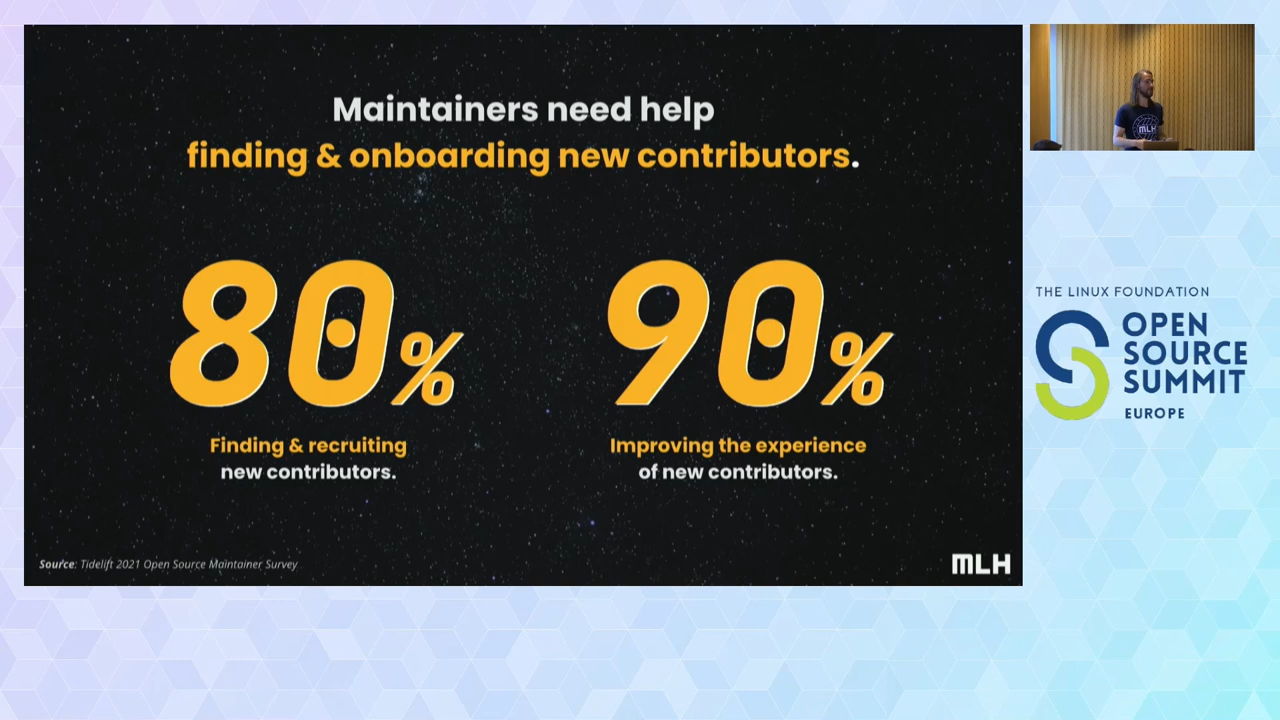 Maintainers need help
finding & onboarding new contributors.
80%
Finding & recruiting
new contributors.
90%
Improving the experience
of new contributors.
Source: Tidelift 2021 Open Source Maintainer Survey
MLH
MLH
THE LINUX FOUNDATION
OPEN
SOURCE
SUMMIT
EUROPE